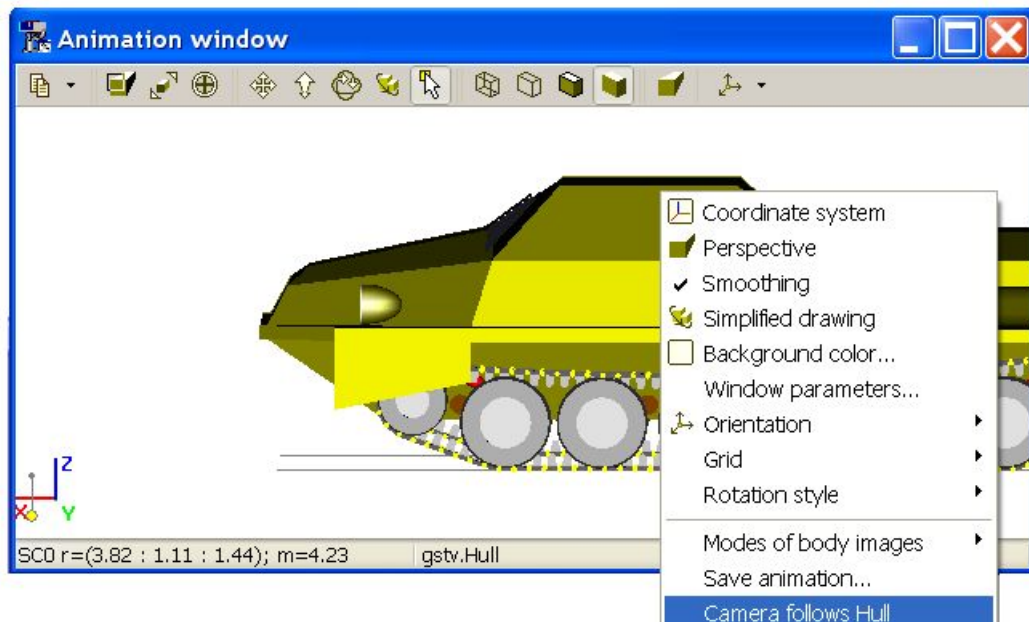 Animation window
Coordinate system
Perspective
Smoothing
Simplified drawing
Background color...
Window parameters...
Orientation
Grid
Rotation style
Modes of body images
Save animation...
Camera follows Hull
Z
X
Y
SC0 r=(3.82 : 1.11 : 1.44); m=4.23
gstv.Hull